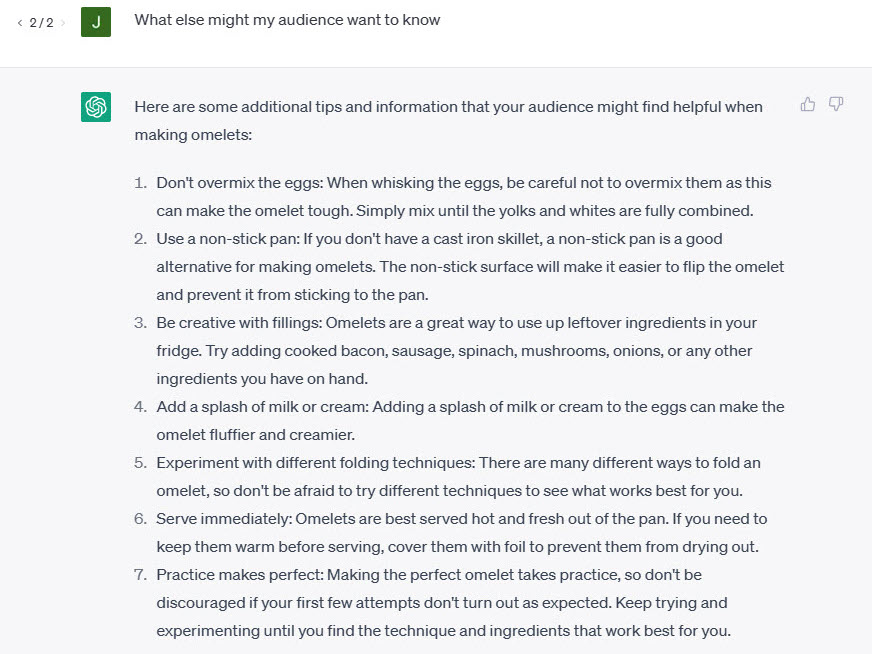 < 2 / 2 >
J
What else might my audience want to know
Here are some additional tips and information that your audience might find helpful when
making omelets:
1. Don't overmix the eggs: When whisking the eggs, be careful not to overmix them as this
can make the omelet tough. Simply mix until the yolks and whites are fully combined.
2. Use a non-stick pan: If you don't have a cast iron skillet, a non-stick pan is a good
alternative for making omelets. The non-stick surface will make it easier to flip the omelet
and prevent it from sticking to the pan.
3. Be creative with fillings: Omelets are a great way to use up leftover ingredients in your
fridge. Try adding cooked bacon, sausage, spinach, mushrooms, onions, or any other
ingredients you have on hand.
4. Add a splash of milk or cream: Adding a splash of milk or cream to the eggs can make the
omelet fluffier and creamier.
5. Experiment with different folding techniques: There are many different ways to fold an
omelet, so don't be afraid to try different techniques to see what works best for you.
6. Serve immediately: Omelets are best served hot and fresh out of the pan. If you need to
keep them warm before serving, cover them with foil to prevent them from drying out.
7. Practice makes perfect: Making the perfect omelet takes practice, so don't be
discouraged if your first few attempts don't turn out as expected. Keep trying and
experimenting until you find the technique and ingredients that work best for you.